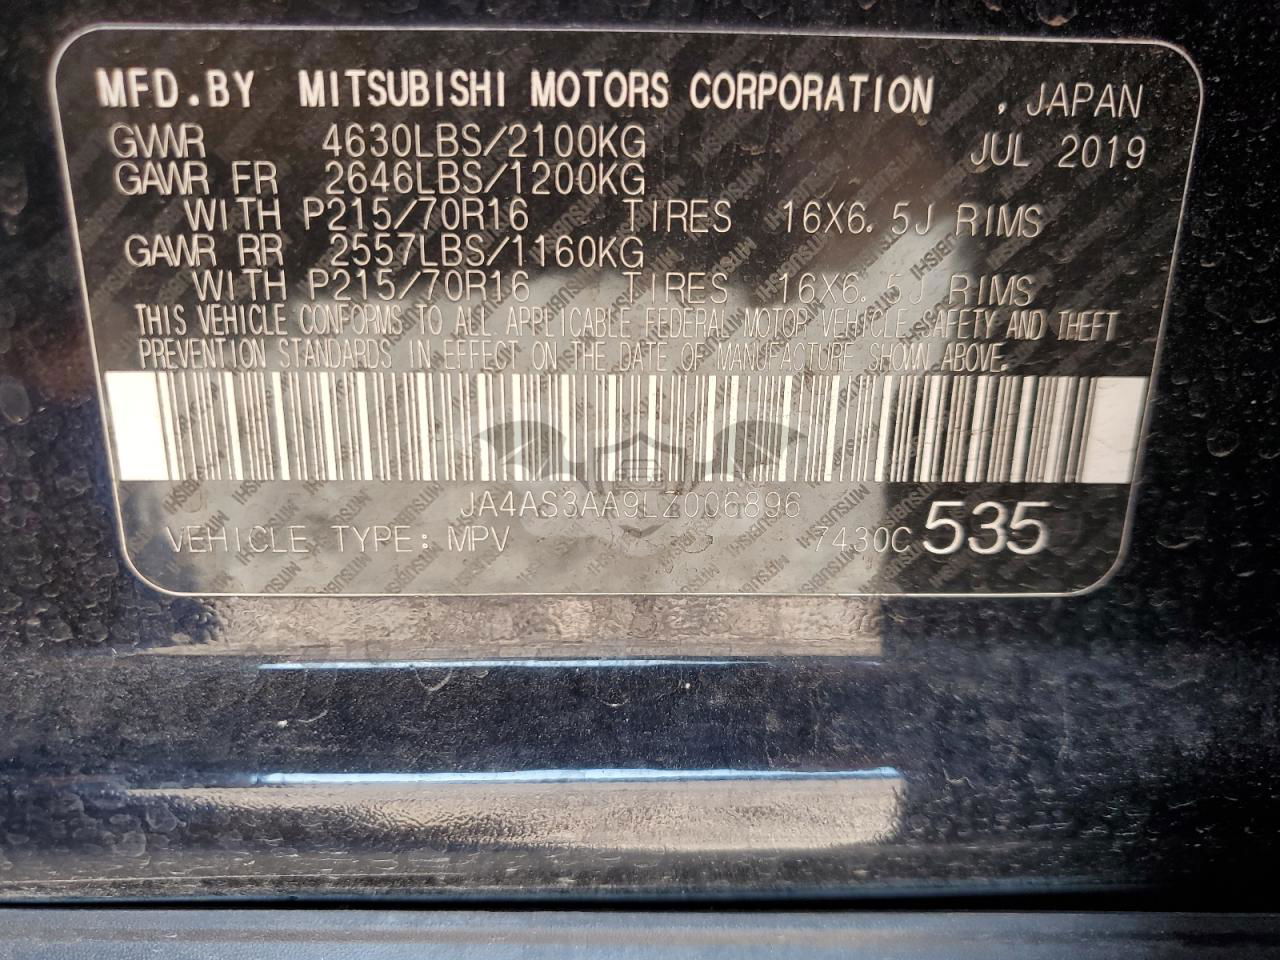 MFD.BY MITSUBISHI MOTORS CORPORATION , JAPAN
GVWR 4630LBS/2100KG JUL 2019
GAWR FR 2646LBS/1200KG
WITH P215/70R16 TIRES 16X6.5J RIMS
GAWR RR 2557LBS/1160KG
WITH P215/70R16 TIRES 16X6.5J RIMS
THIS VEHICLE CONFORMS TO ALL APPLICABLE FEDERAL MOTOR VEHICLE SAFETY AND THEFT
PREVENTION STANDARDS IN EFFECT ON THE DATE OF MANUFACTURE SHOWN ABOVE.
JA4AS3AA9LZ006896
VEHICLE TYPE: MPV 7430C 535